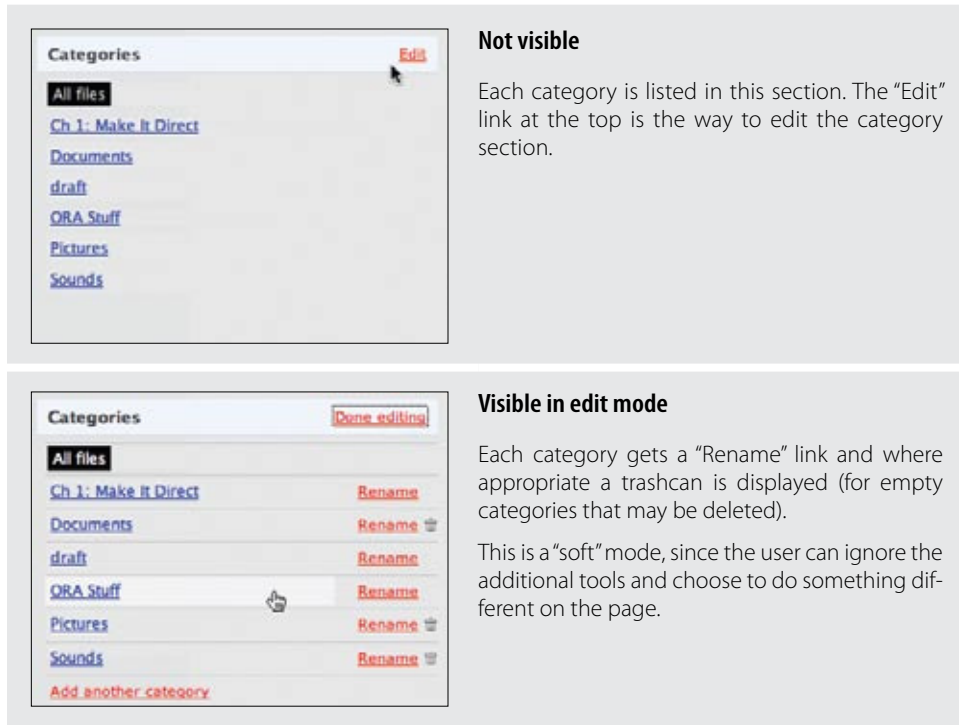 Categories Edit
All files
Ch 1: Make It Direct
Documents
draft
ORA Stuff
Pictures
Sounds
Not visible
Each category is listed in this section. The “Edit”
link at the top is the way to edit the category
section.
Categories Done editing
All files
Ch 1: Make It Direct Rename
Documents Rename
draft Rename
ORA Stuff Rename
Pictures Rename
Sounds Rename
Add another category
Visible in edit mode
Each category gets a “Rename” link and where
appropriate a trashcan is displayed (for empty
categories that may be deleted).
This is a “soft” mode, since the user can ignore the
additional tools and choose to do something dif-
ferent on the page.